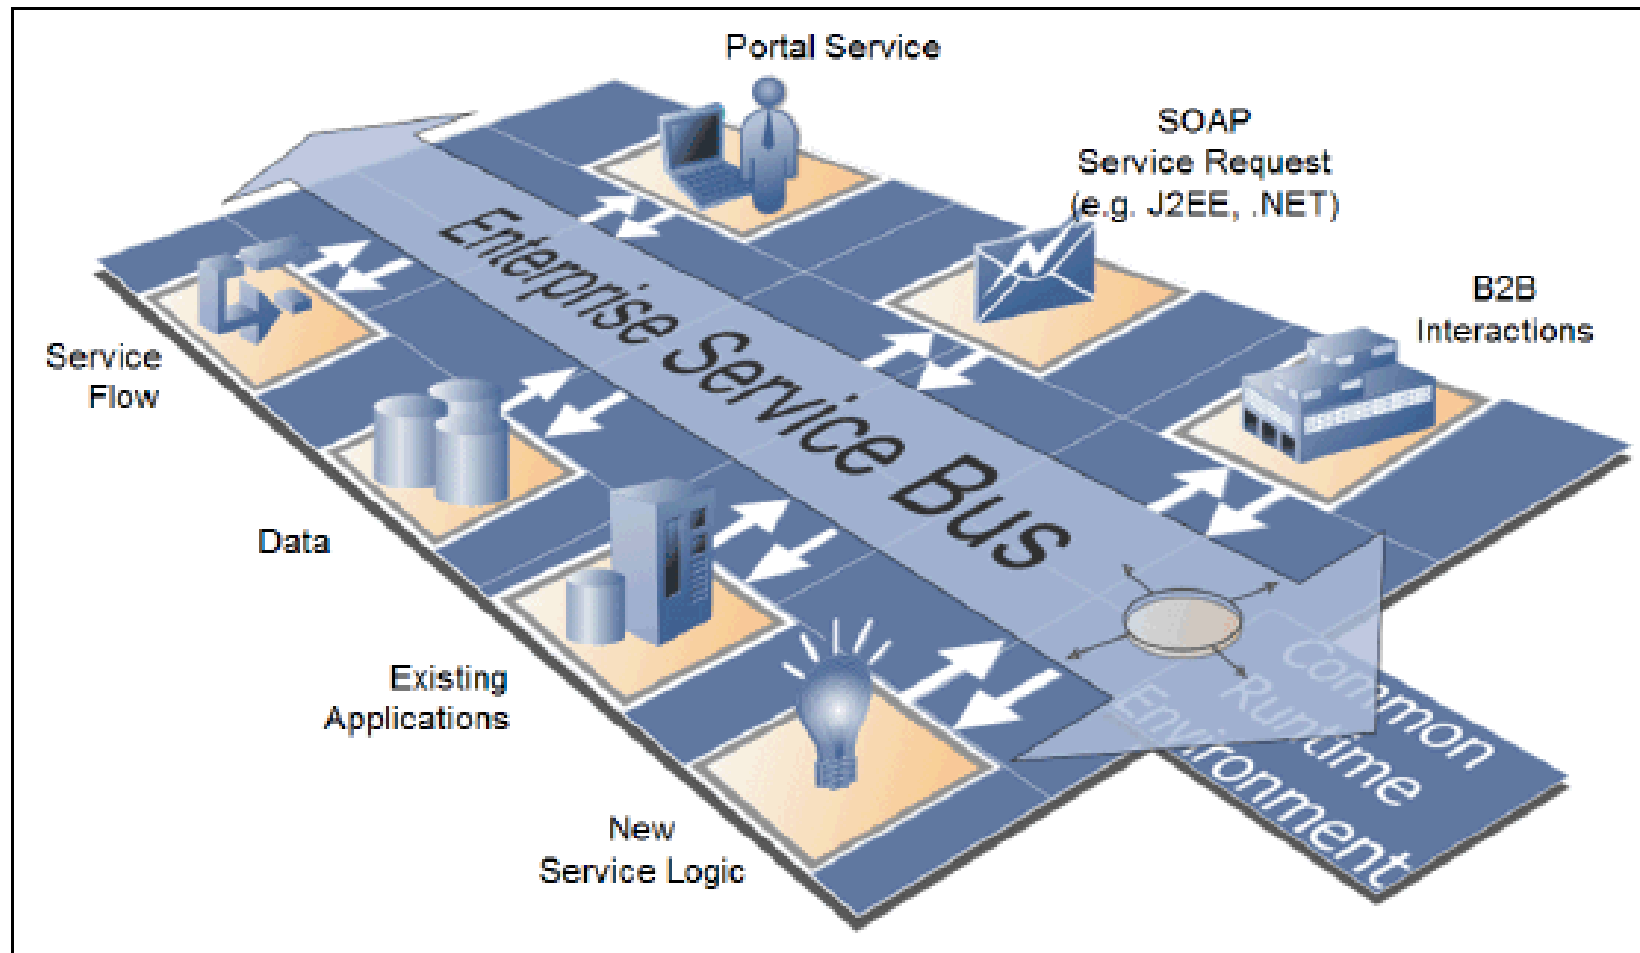 Portal Service
SOAP
Service Request
(e.g. J2EE, .NET)
B2B
Interactions
Enterprise Service Bus
Service
Flow
Data
Existing
Applications
New
Service Logic
Common
Runtime
Environment